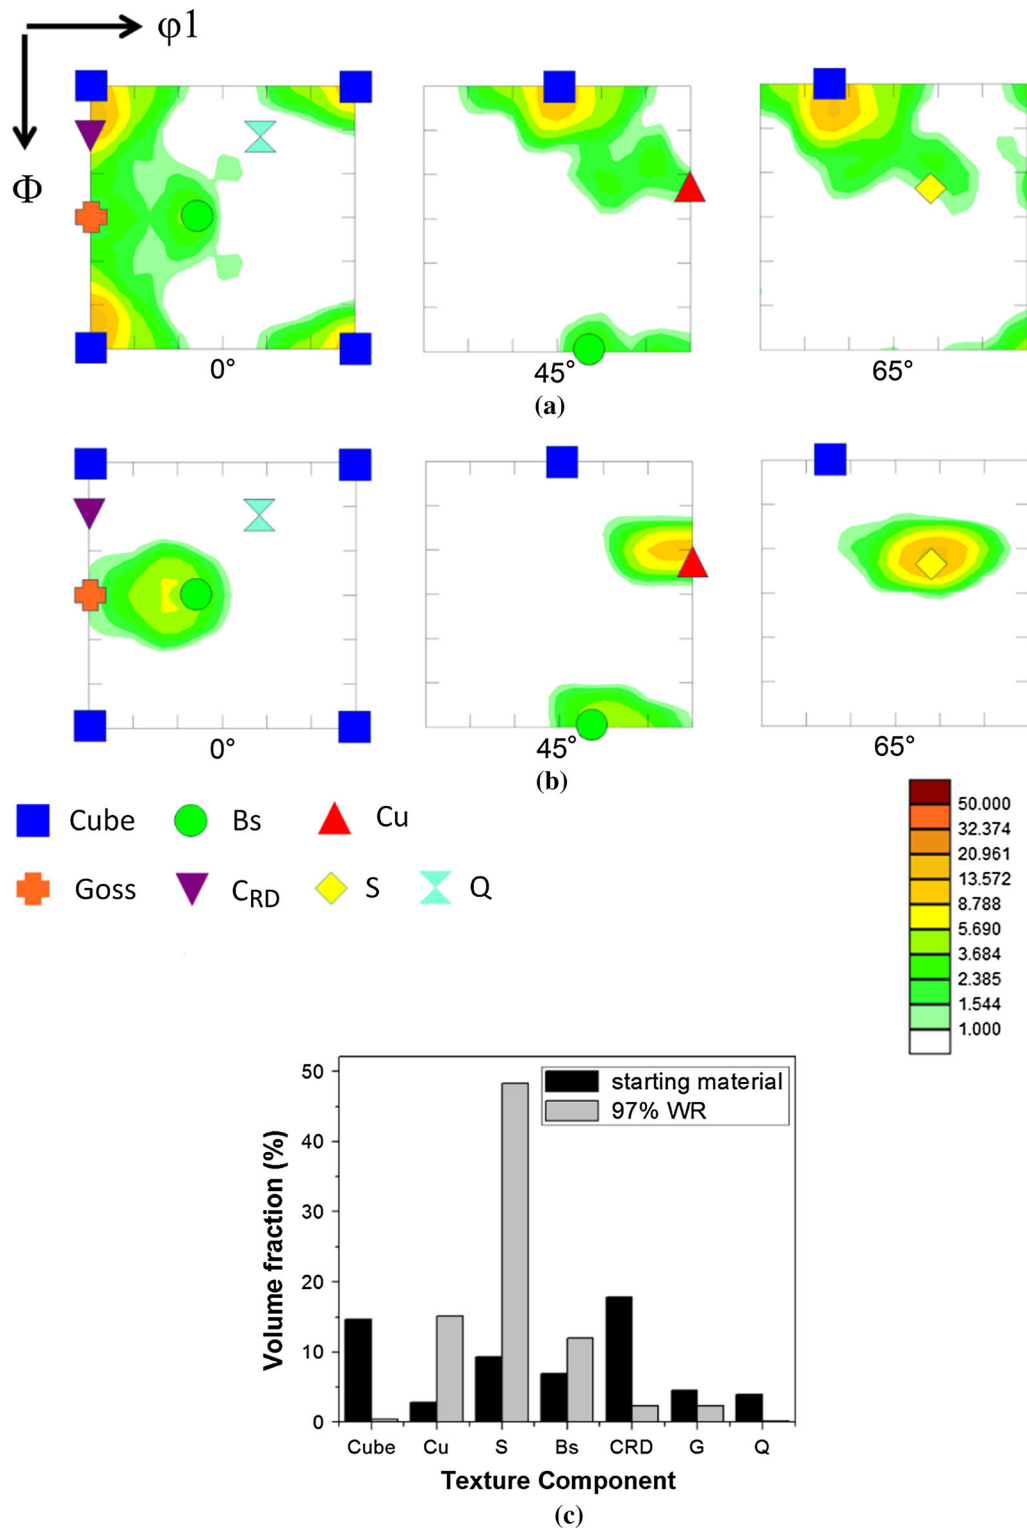 φ1
Φ
0° 45° 65°
(a)
0° 45° 65°
(b)
Cube Bs Cu
Goss CRD S Q
50.000
32.374
20.961
13.572
8.788
5.690
3.684
2.385
1.544
1.000
50
40
30
20
10
0
Volume fraction (%)
starting material
97% WR
Cube Cu S Bs CRD G Q
Texture Component
(c)